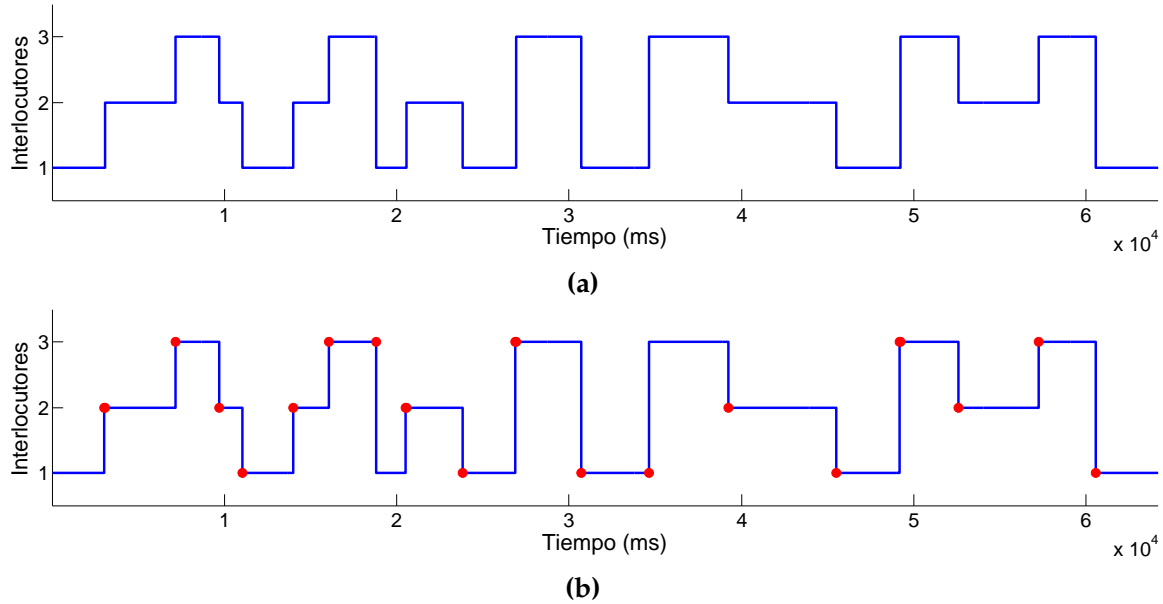 3
2
1
Interlocutores
1 2 3 4 5 6
Tiempo (ms)
x 10^4
(a)
3
2
1
Interlocutores
1 2 3 4 5 6
Tiempo (ms)
x 10^4
(b)